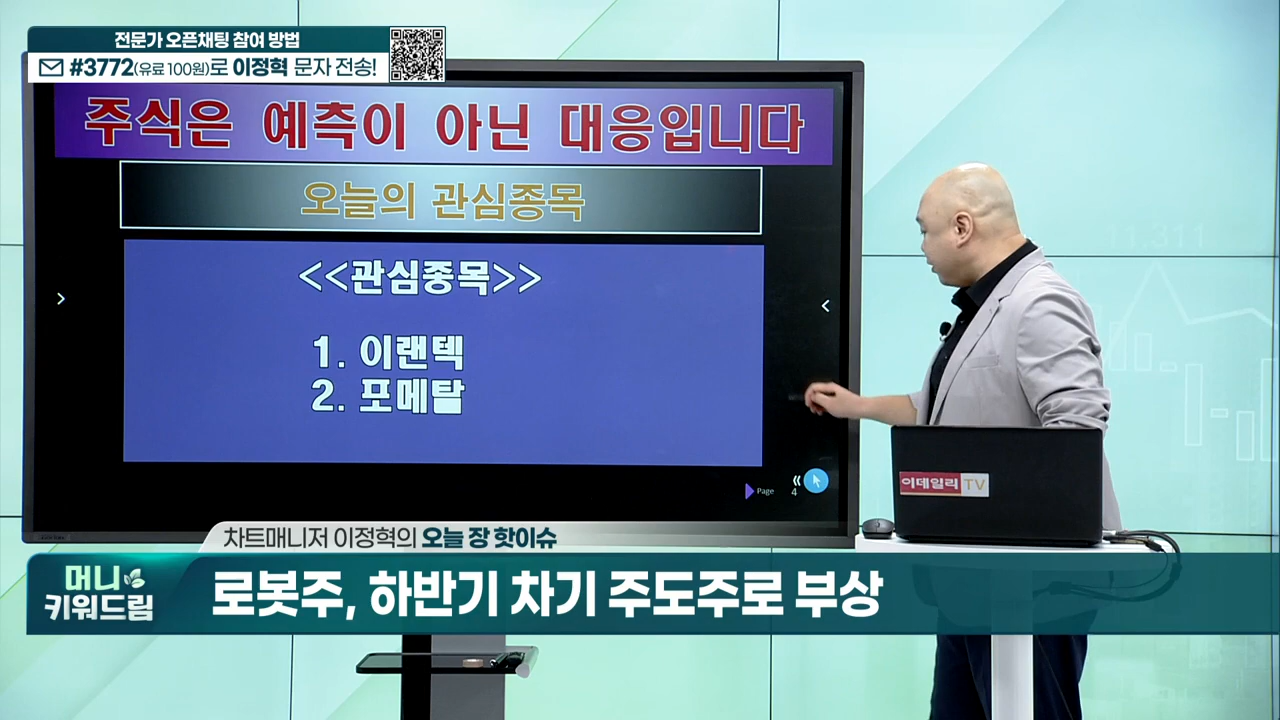 전문가 오픈채팅 참여 방법
#3772(유료 100원)로 이정혁 문자 전송!
주식은 예측이 아닌 대응입니다
오늘의 관심종목
<<관심종목>>
1. 이랜텍
2. 포메탈
Page 4
11.311
이데일리TV
차트매니저 이정혁의 오늘 장 핫이슈
머니 키워드림
로봇주, 하반기 차기 주도주로 부상